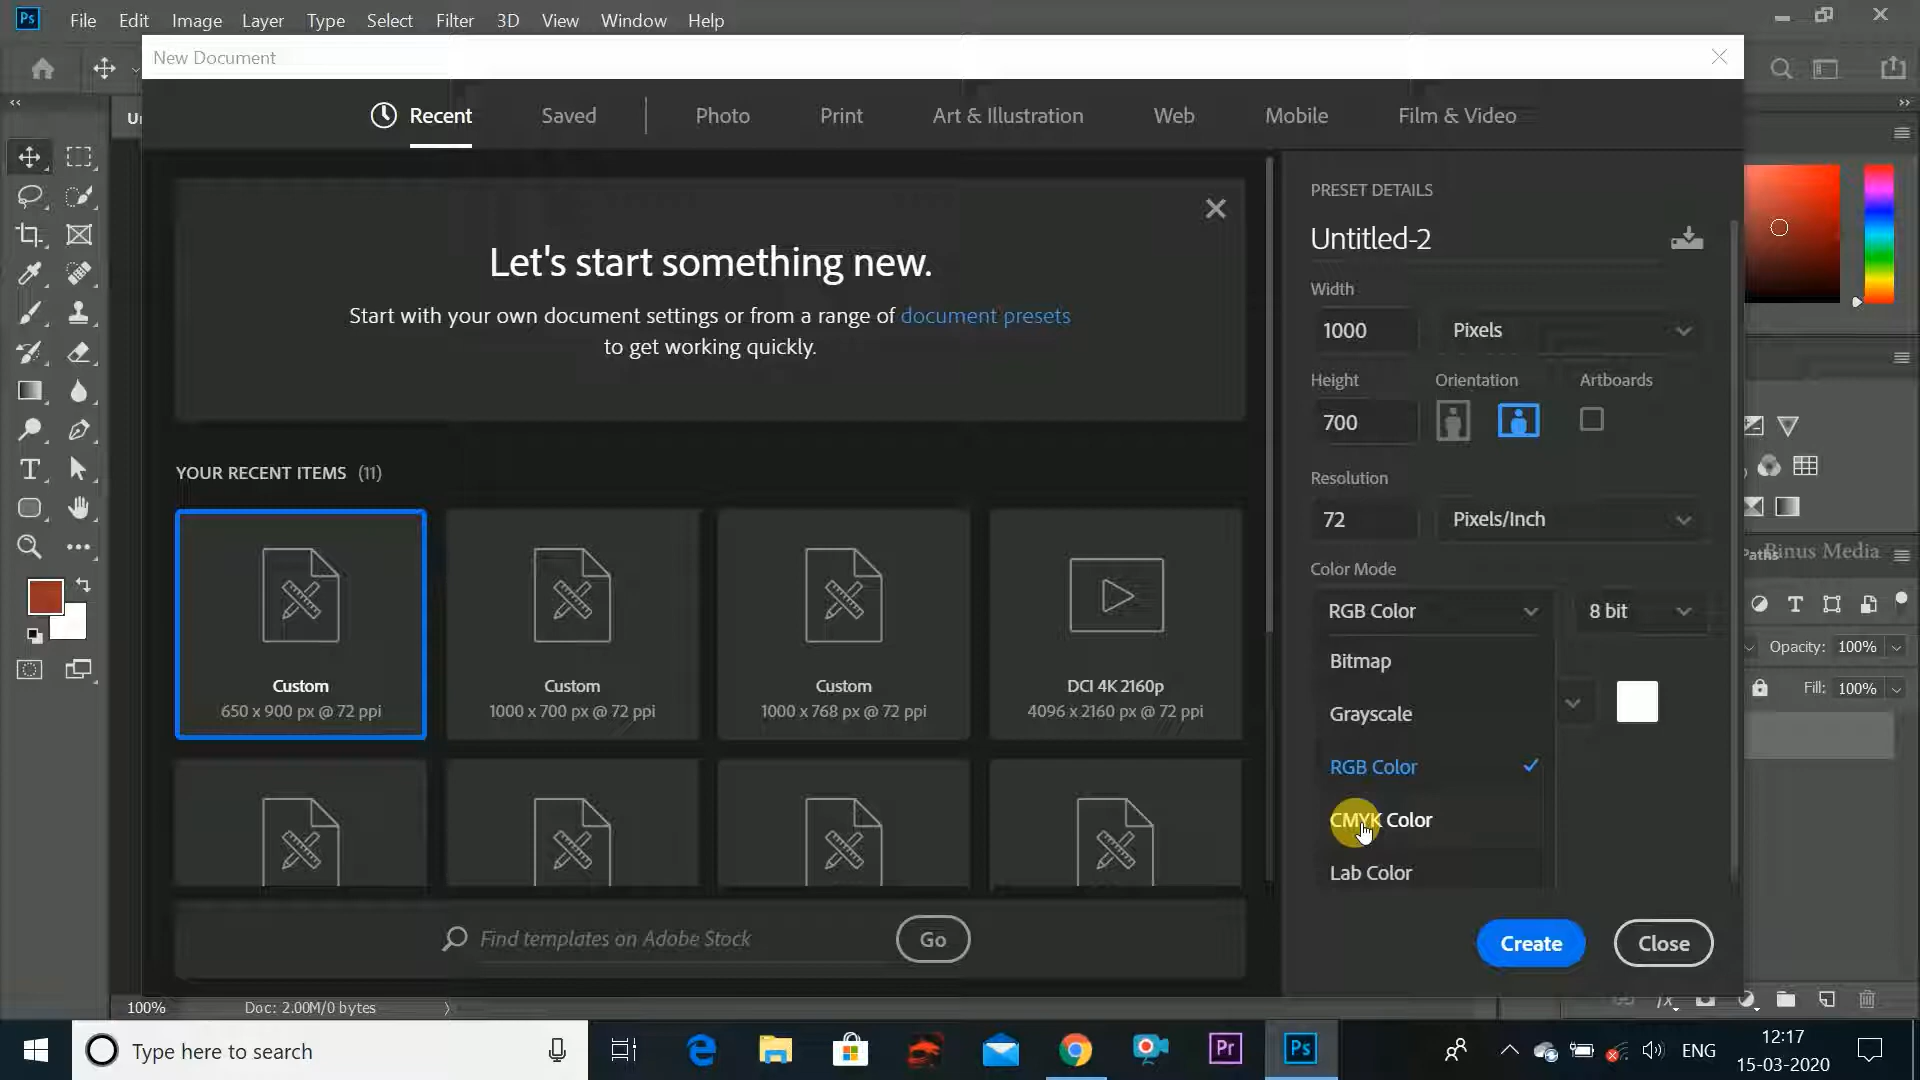 Ps File Edit Image Layer Type Select Filter 3D View Window Help
New Document
Recent Saved Photo Print Art & Illustration Web Mobile Film & Video
PRESET DETAILS
Untitled-2
Let's start something new.
Start with your own document settings or from a range of document presets
to get working quickly.
Width
1000 Pixels
Height Orientation Artboards
700
YOUR RECENT ITEMS (11)
Resolution
72 Pixels/Inch
Color Mode
RGB Color 8 bit
Bitmap
Grayscale
RGB Color
CMYK Color
Lab Color
Custom
650 x 900 px @ 72 ppi
Custom
1000 x 700 px @ 72 ppi
Custom
1000 x 768 px @ 72 ppi
DCI 4K 2160p
4096 x 2160 px @ 72 ppi
Paths
Binus Media
Opacity: 100%
Fill: 100%
Find templates on Adobe Stock Go
Create Close
100% Doc: 2.00M/0 bytes
Type here to search
Pr Ps
ENG
12:17
15-03-2020